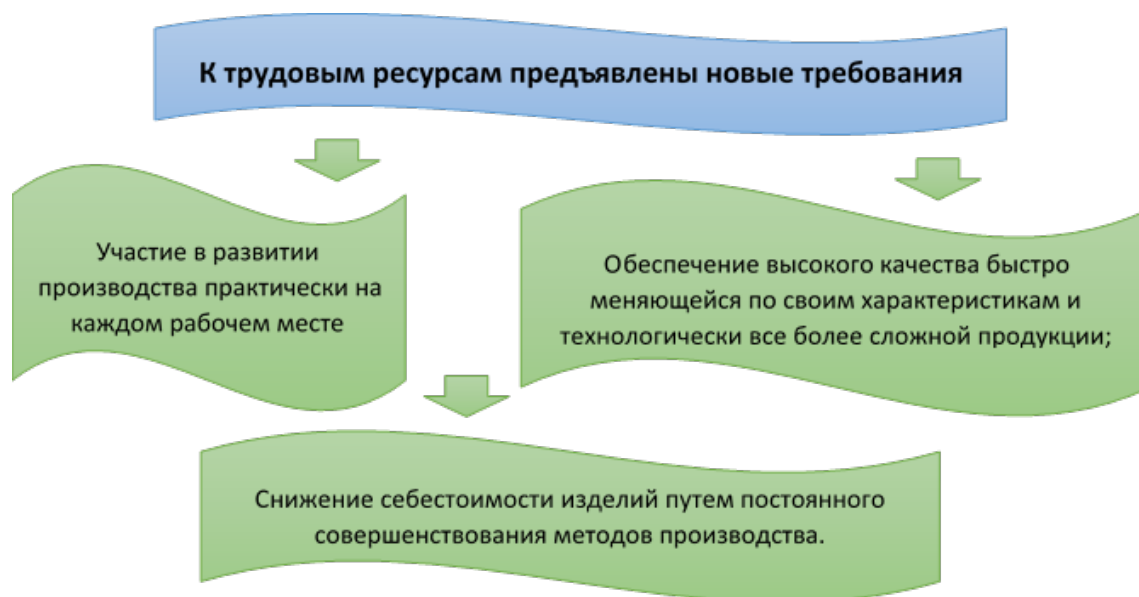 К трудовым ресурсам предъявлены новые требования
Участие в развитии
производства практически на
каждом рабочем месте
Обеспечение высокого качества быстро
меняющейся по своим характеристикам и
технологически все более сложной продукции;
Снижение себестоимости изделий путем постоянного
совершенствования методов производства.